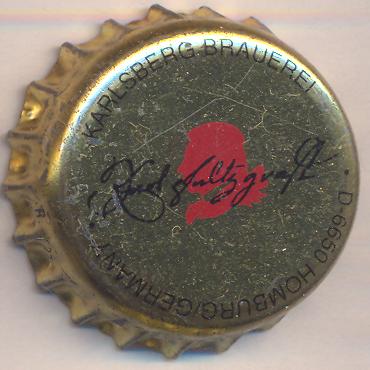 KARLSBERG BRAUEREI
· D 6650 HOMBURG/GERMANY ·